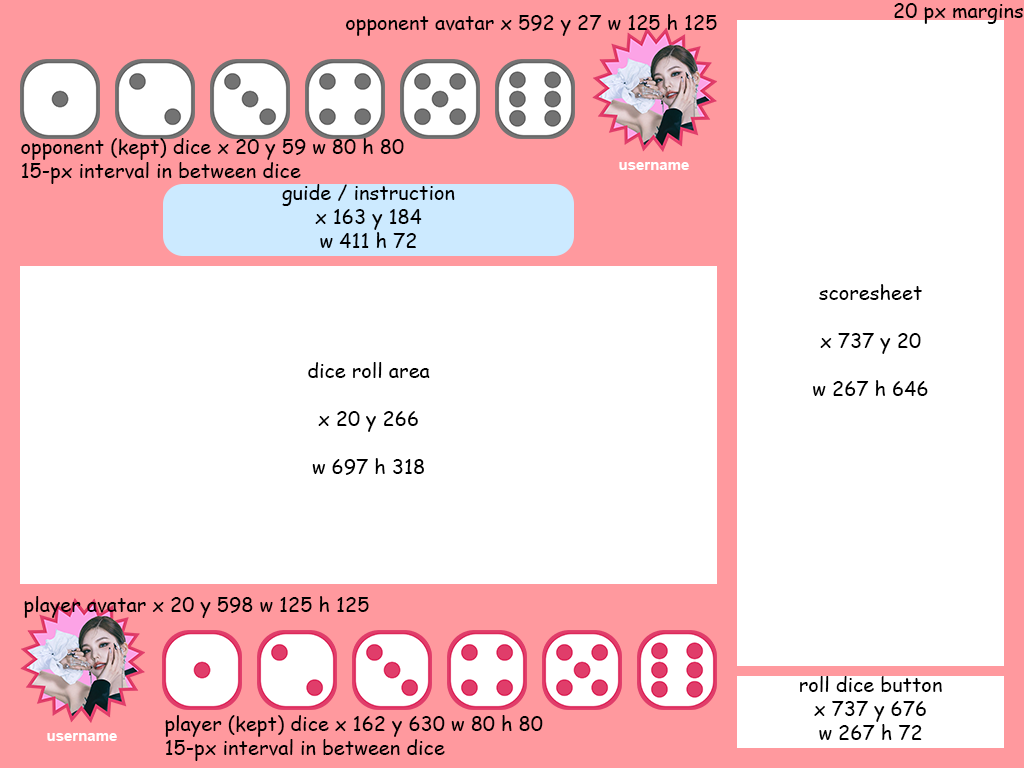 20 px margins
opponent avatar x 592 y 27 w 125 h 125
opponent (kept) dice x 20 y 59 w 80 h 80
15-px interval in between dice
username
guide / instruction
x 163 y 184
w 411 h 72
dice roll area
x 20 y 266
w 697 h 318
scoresheet
x 737 y 20
w 267 h 646
player avatar x 20 y 598 w 125 h 125
username
player (kept) dice x 162 y 630 w 80 h 80
15-px interval in between dice
roll dice button
x 737 y 676
w 267 h 72